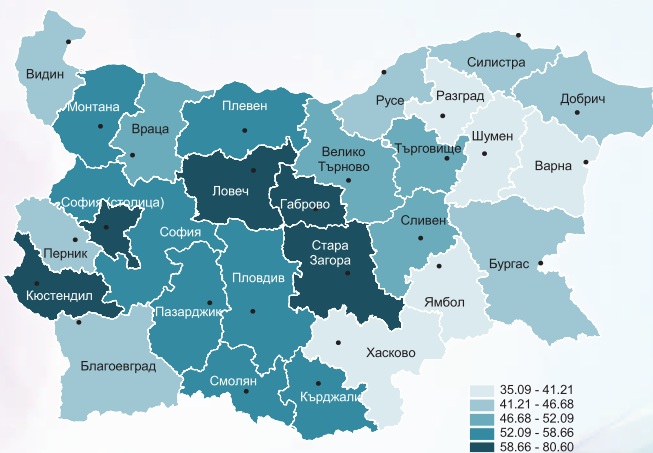 Видин
Силистра
Монтана
Плевен
Русе
Разград
Добрич
Враца
Шумен
Велико
Търново
Търговище
Варна
Ловеч
Габрово
София (столица)
София
Сливен
Перник
Стара
Загора
Бургас
Кюстендил
Пловдив
Ямбол
Пазарджик
Хасково
Благоевград
Смолян
Кърджали
35.09 - 41.21
41.21 - 46.68
46.68 - 52.09
52.09 - 58.66
58.66 - 80.60